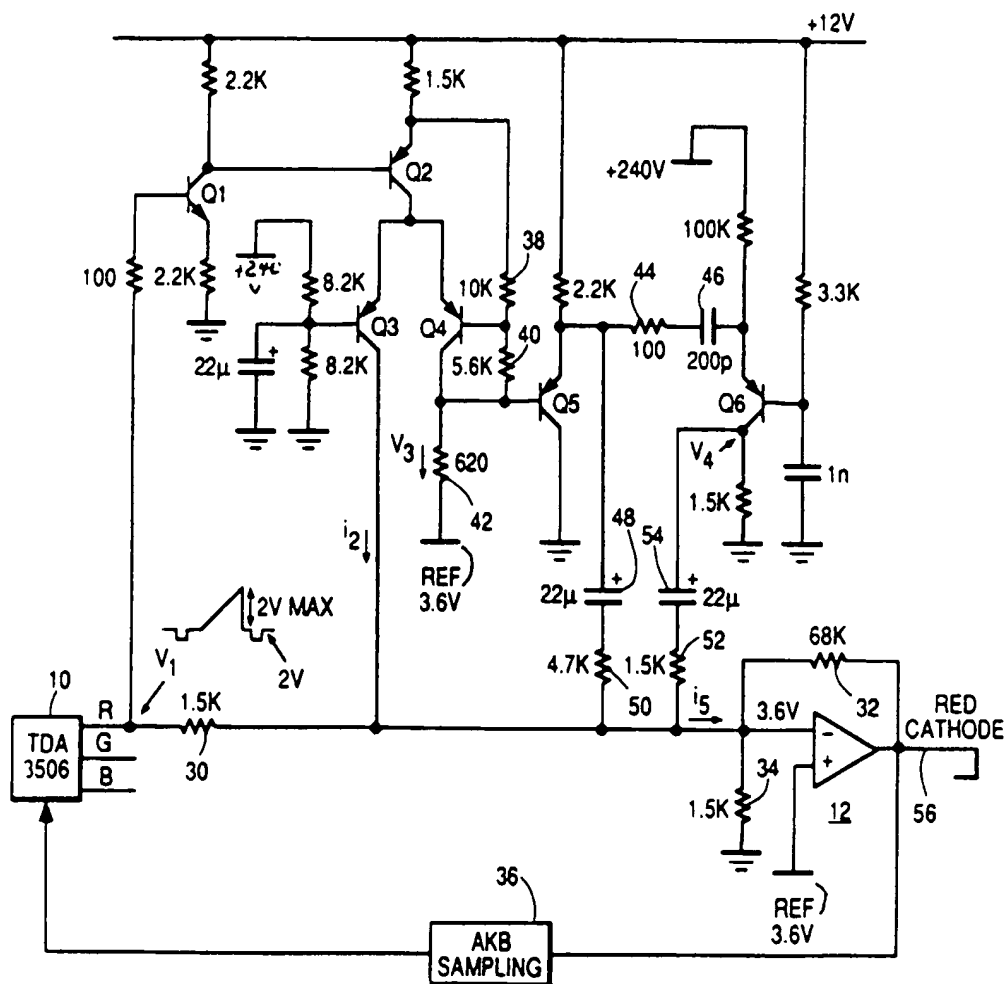 +12V
2.2K
1.5K
Q2
+240V
Q1
38
100K
46
44
8.2K
10K
2.2K
3.3K
100
2.2K
Q3
Q4
40
100
200p
22μ
+
8.2K
5.6K
Q5
Q6
V3
620
V4
1n
42
1.5K
i2
48
54
REF
3.6V
22μ
+
+
22μ
2V MAX
52
V1
2V
68K
4.7K
1.5K
10
R
1.5K
50
i5
3.6V
32
RED
CATHODE
TDA
3506
G
B
30
34
−
+
12
56
1.5K
36
REF
3.6V
AKB
SAMPLING